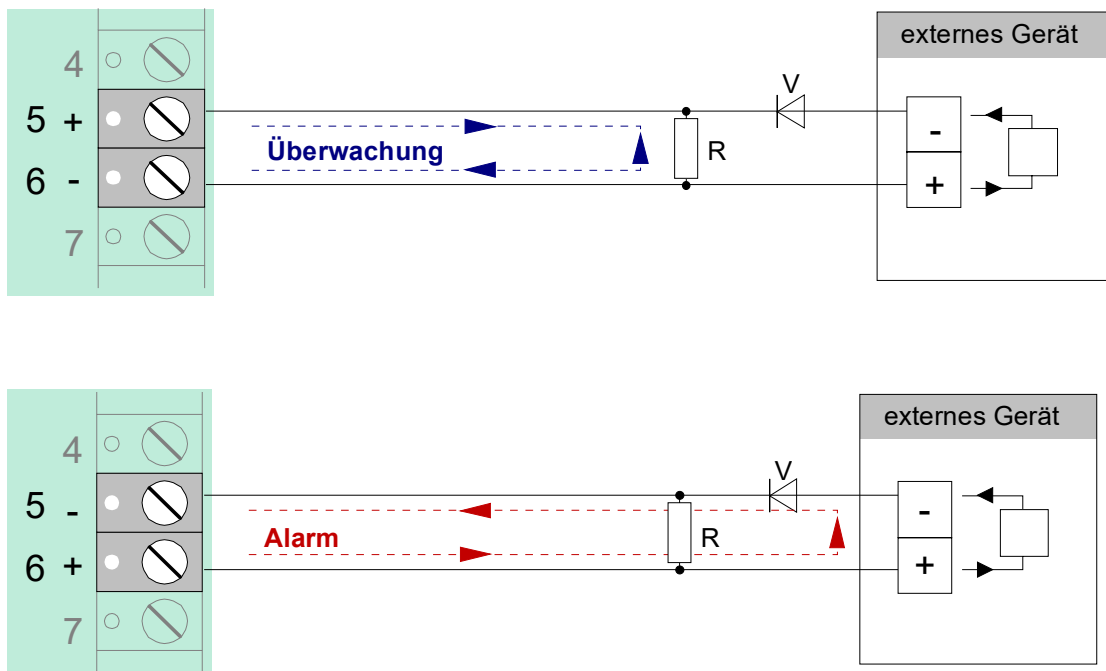 externes Gerät
4
5 +
6 -
7
Überwachung
R
V
-
+
externes Gerät
4
5 -
6 +
7
Alarm
R
V
-
+